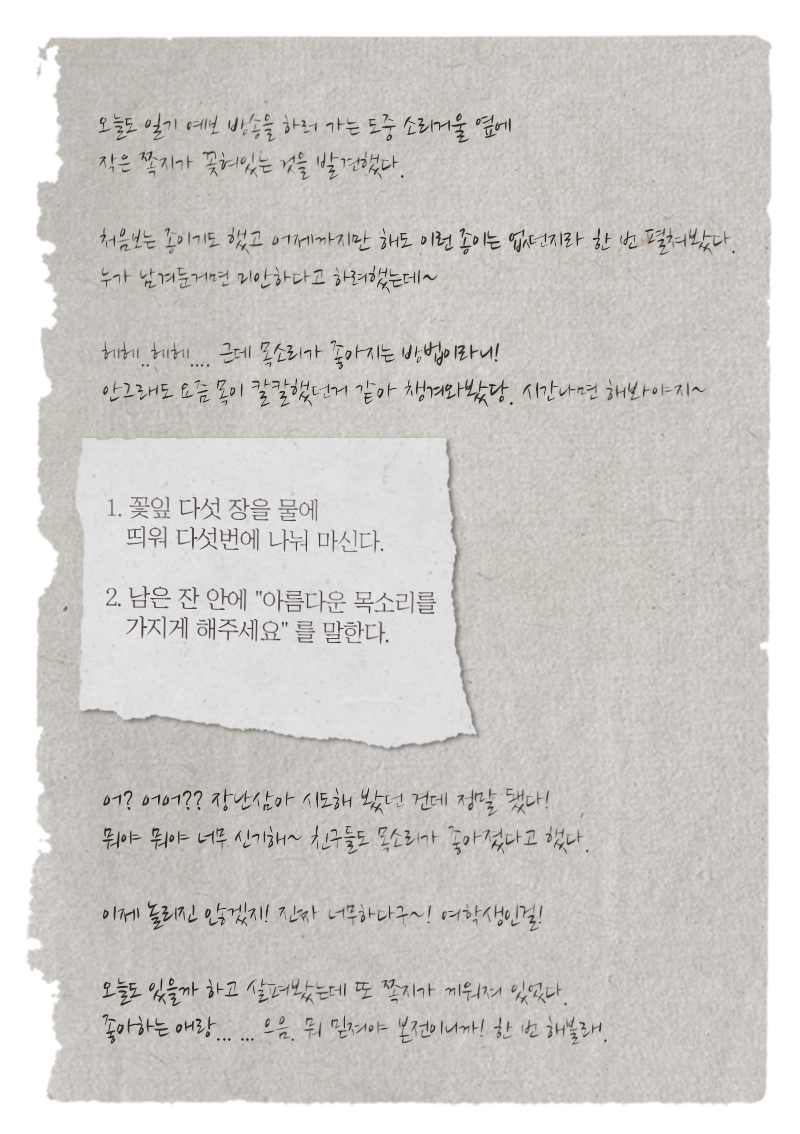 오늘도 일기 예보 방송을 하러 가는 도중 소리거울 옆에
작은 쪽지가 꽂혀있는 것을 발견했다.
처음보는 종이기도 했고 어제까지만 해도 이런 종이는 없던지라 한 번 펼쳐봤다.
누가 남겨둔거면 미안하다고 하려했는데~
헤헤..헤헤.... 근데 목소리가 좋아지는 방법이라니!
안그래도 요즘 목이 칼칼했던거 같아 챙겨와봤당. 시간나면 해봐야지~
1. 꽃잎 다섯 장을 물에
띄워 다섯번에 나눠 마신다.
2. 남은 잔 안에 "아름다운 목소리를
가지게 해주세요" 를 말한다.
어? 어어?? 장난삼아 시도해 봤던 건데 정말 됐다!
뭐야 뭐야 너무 신기해~ 친구들도 목소리가 좋아졌다고 했다.
이제 놀리진 않겠지! 진짜 너무하다구~! 여학생인걸!
오늘도 있을까 하고 살펴봤는데 또 쪽지가 끼워져 있었다.
좋아하는 애랑... ... 으음. 뭐 믿져야 본전이니까! 한 번 해볼래.